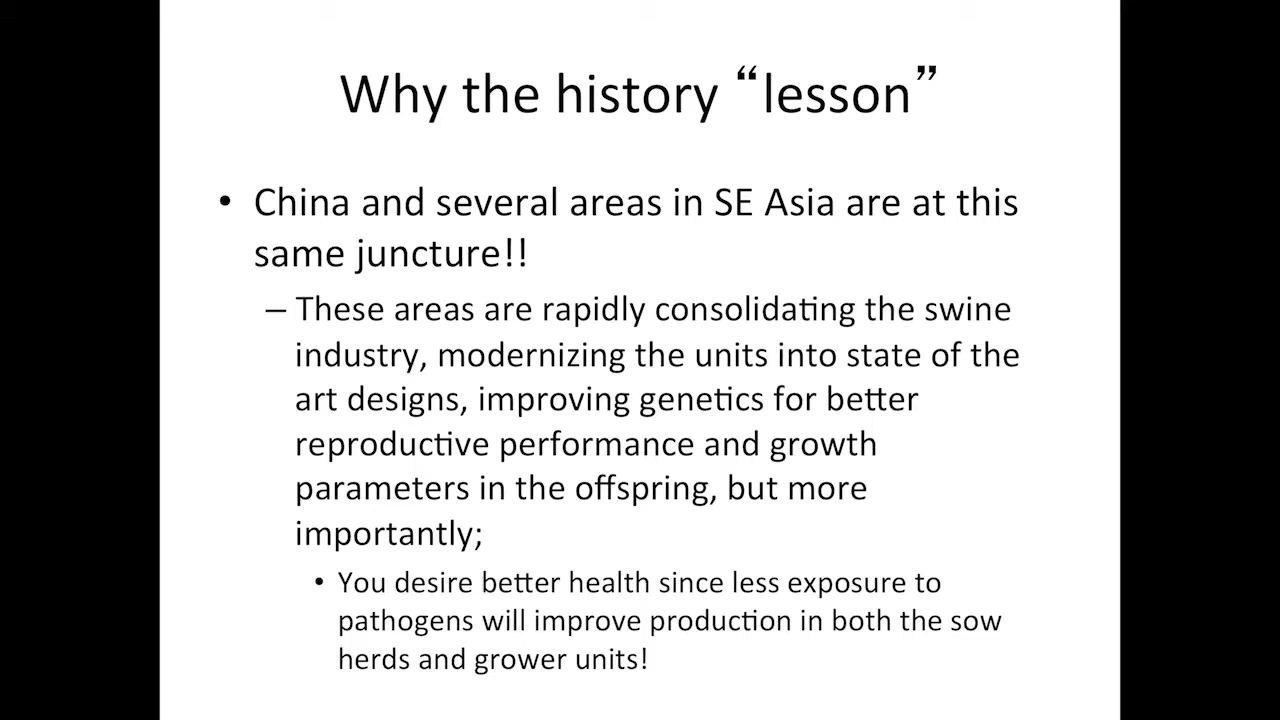 Why the history “lesson”
• China and several areas in SE Asia are at this
same juncture!!
– These areas are rapidly consolidating the swine
industry, modernizing the units into state of the
art designs, improving genetics for better
reproductive performance and growth
parameters in the offspring, but more
importantly;
• You desire better health since less exposure to
pathogens will improve production in both the sow
herds and grower units!